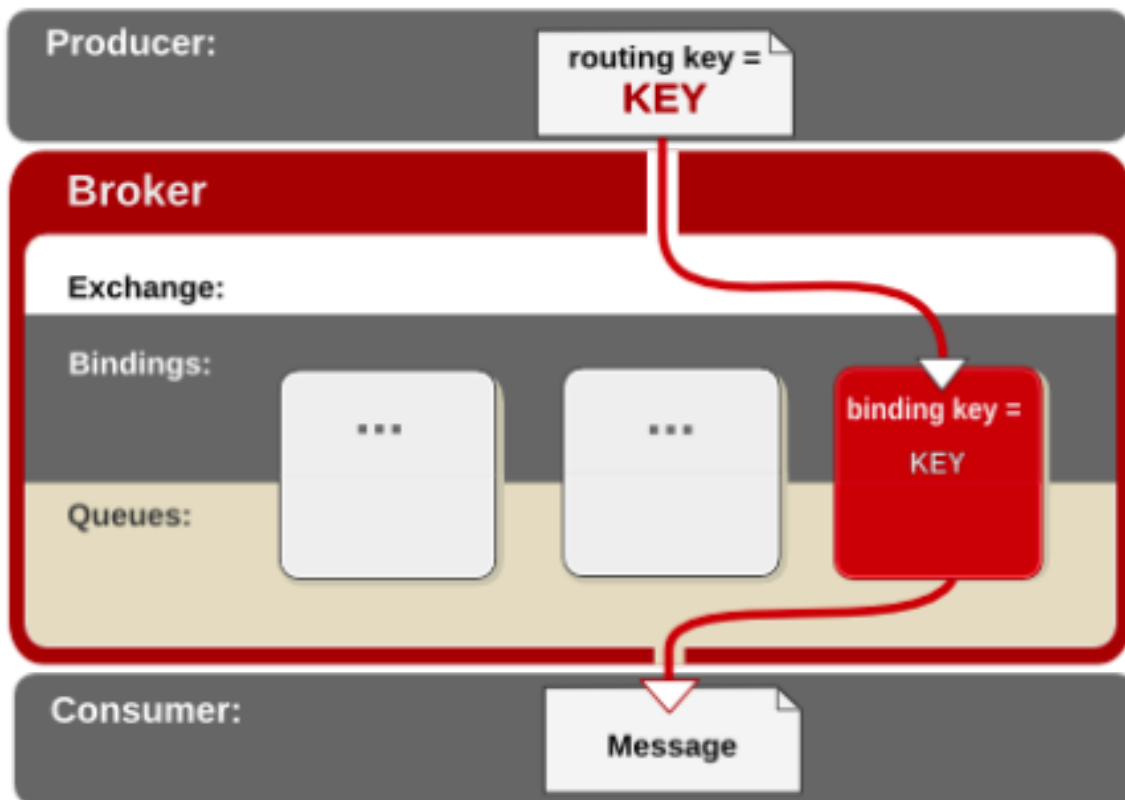 Producer:
routing key =
KEY
Broker
Exchange:
Bindings:
...
...
binding key =
KEY
Queues:
Consumer:
Message